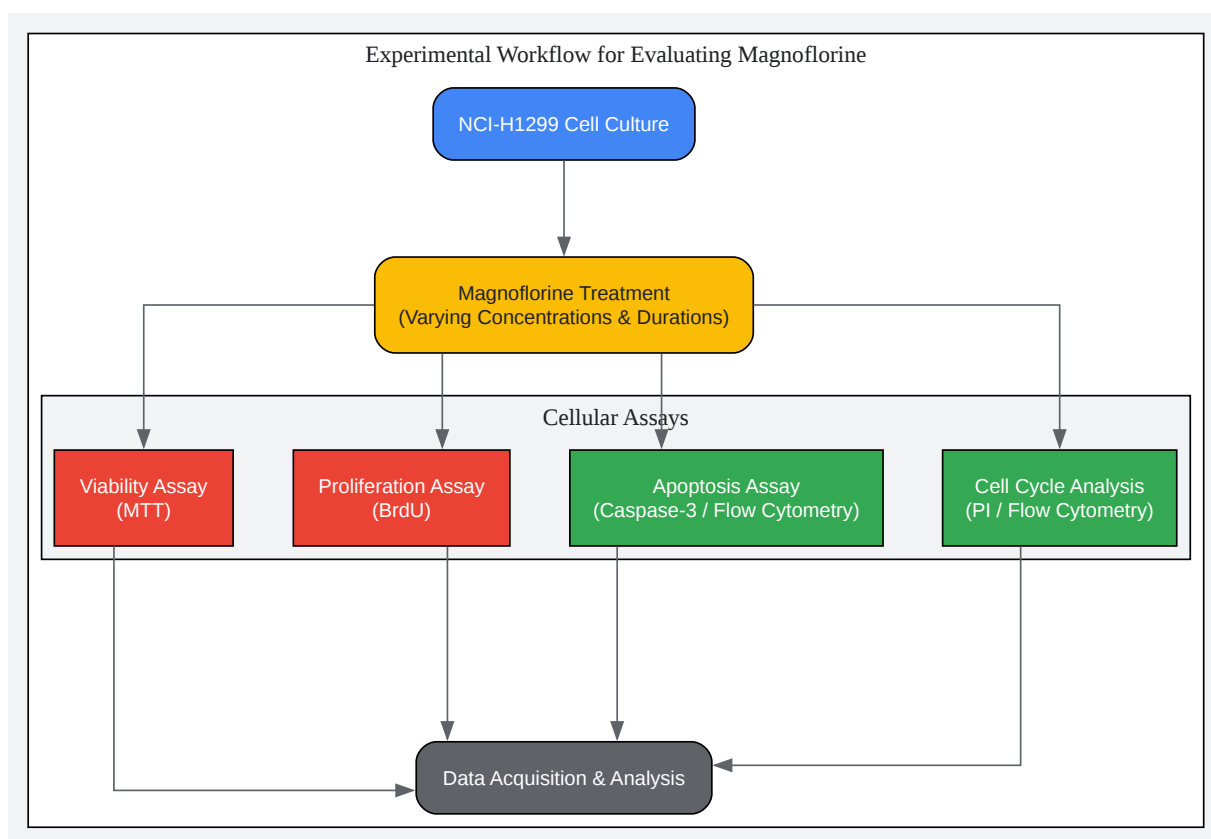 Experimental Workflow for Evaluating Magnoflorine
NCI-H1299 Cell Culture
Magnoflorine Treatment
(Varying Concentrations & Durations)
Cellular Assays
Viability Assay
(MTT)
Proliferation Assay
(BrdU)
Apoptosis Assay
(Caspase-3 / Flow Cytometry)
Cell Cycle Analysis
(PI / Flow Cytometry)
Data Acquisition & Analysis